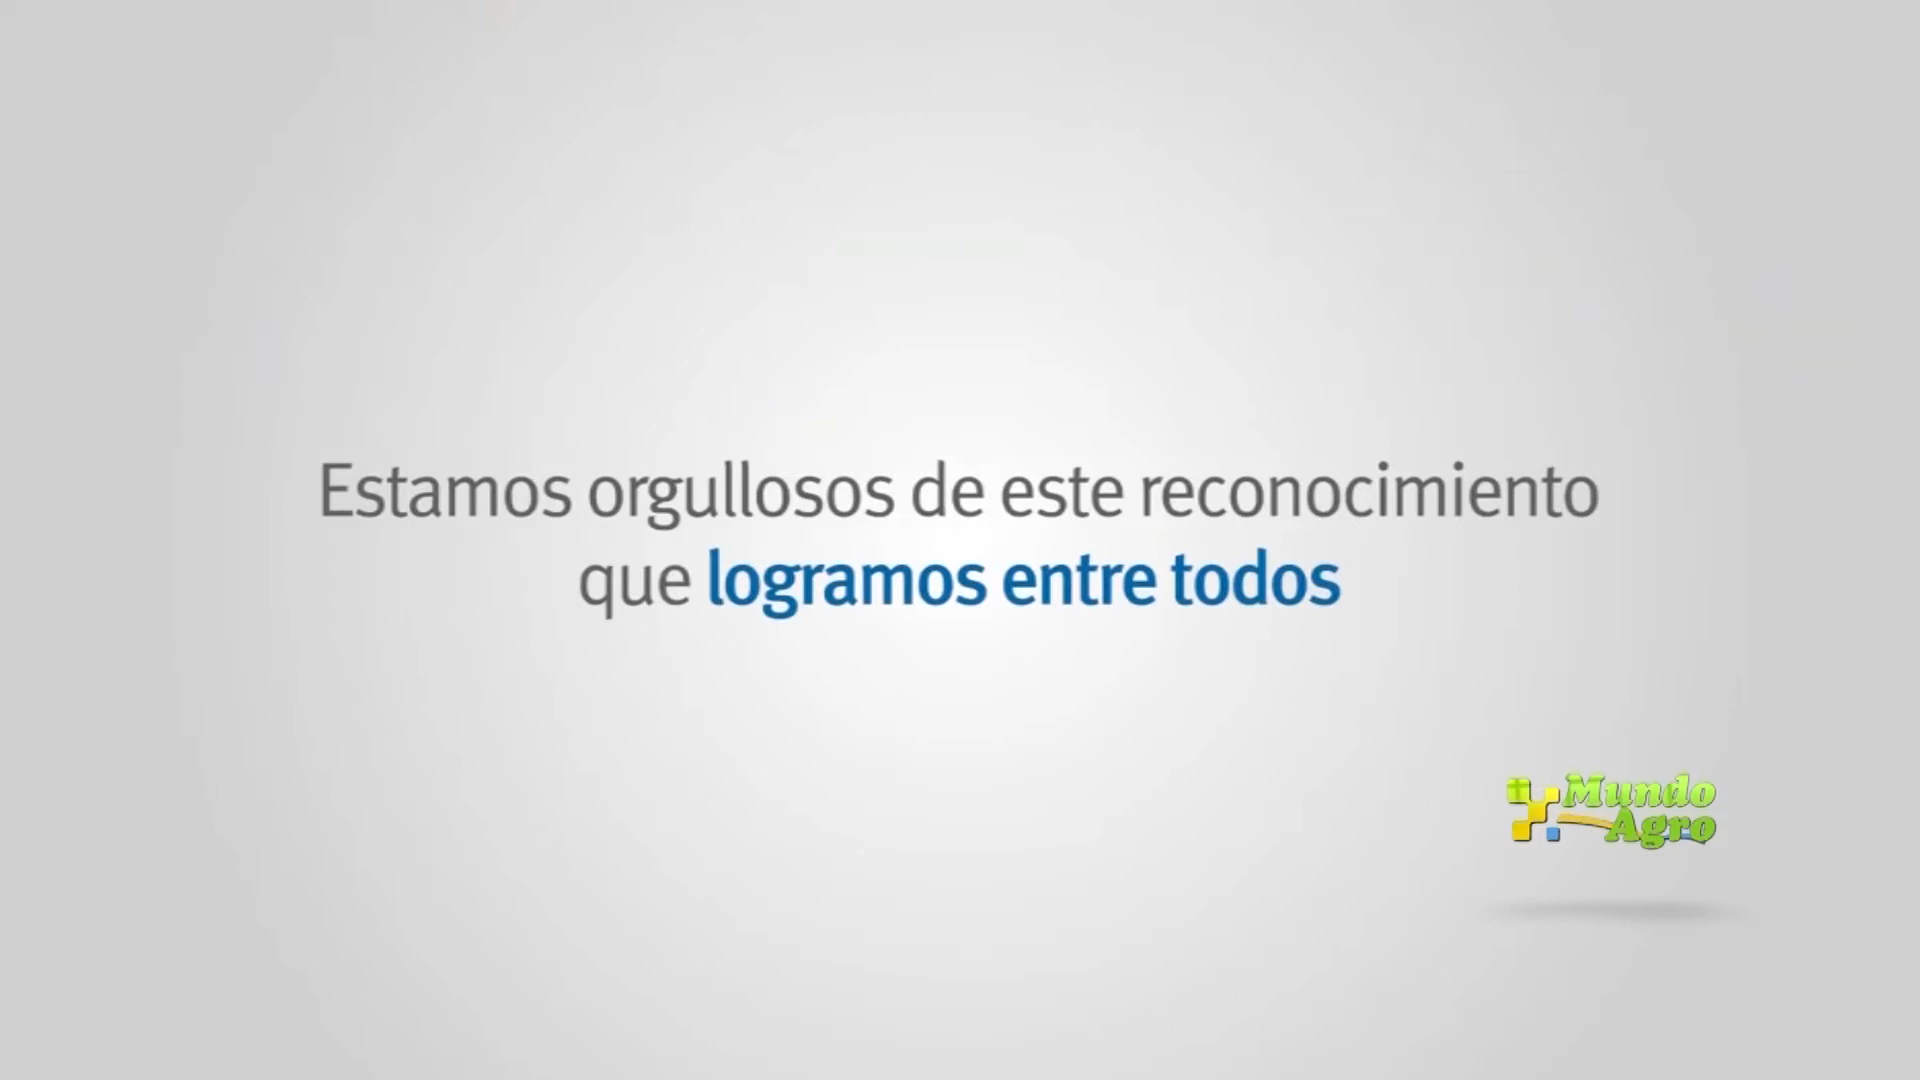 Estamos orgullosos de este reconocimiento
que logramos entre todos
Mundo
Agro